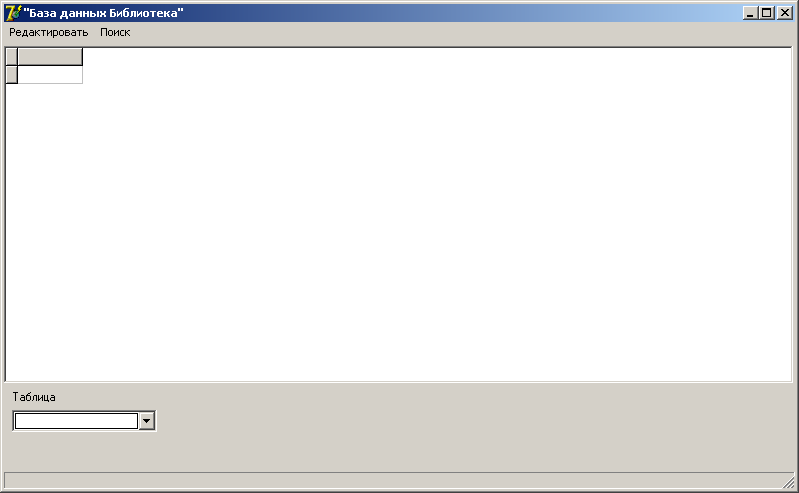 "База данных Библиотека"
Редактировать Поиск
Таблица